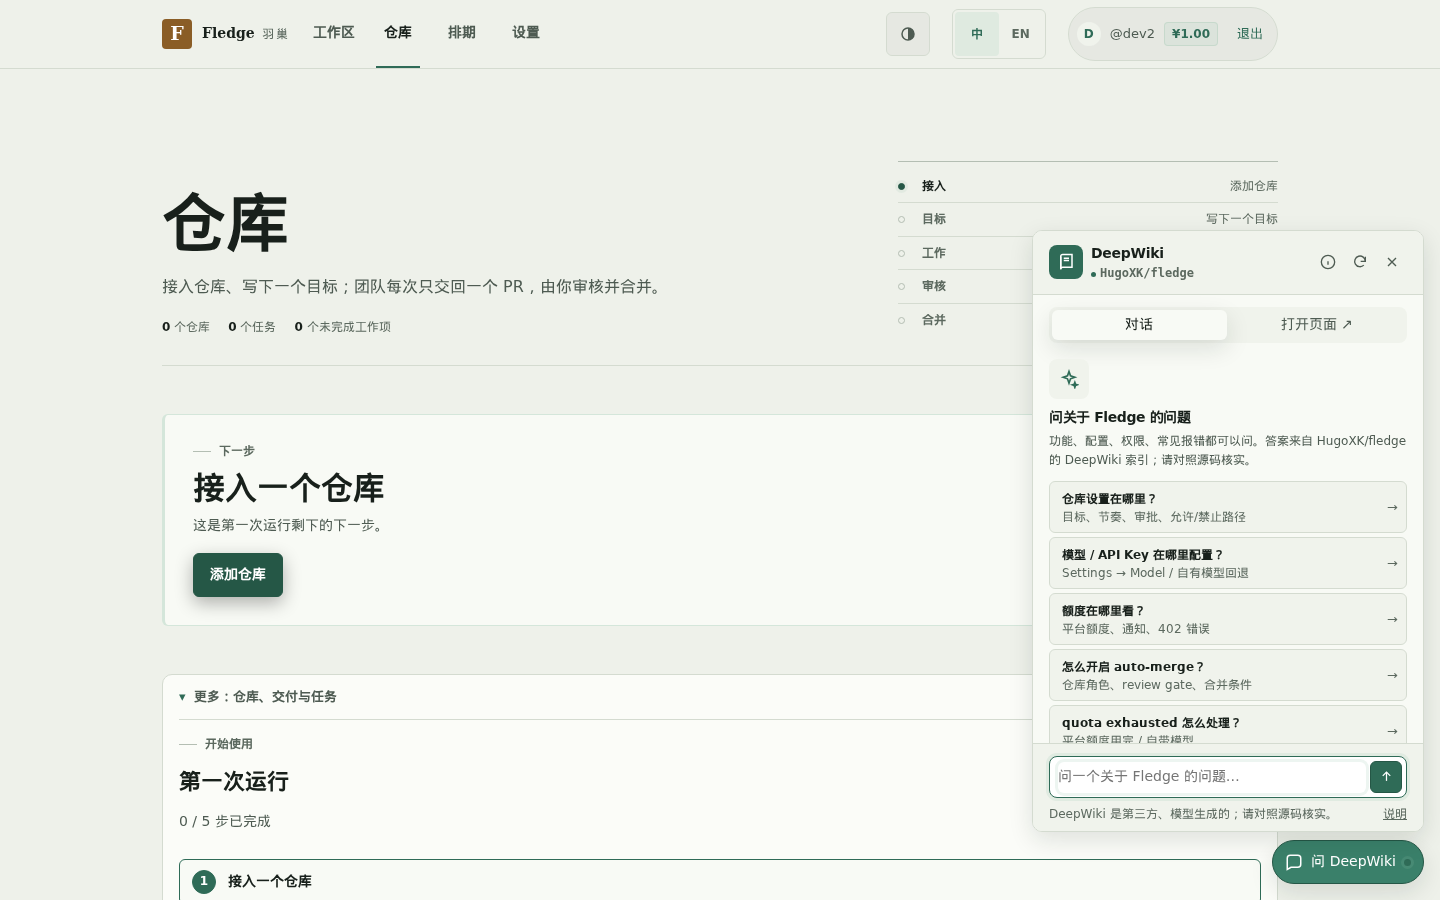 F Fledge 羽巢 工作区 仓库 排期 设置 中 EN D @dev2 ¥1.00 退出
仓库
接入仓库、写下一个目标；团队每次只交回一个 PR，由你审核并合并。
0 个仓库 0 个任务 0 个未完成工作项
接入 添加仓库
目标 写下一个目标
工作
审核
合并
下一步
接入一个仓库
这是第一次运行剩下的下一步。
添加仓库
▾ 更多：仓库、交付与任务
开始使用
第一次运行
0 / 5 步已完成
1 接入一个仓库
DeepWiki
HugoXK/fledge
对话 打开页面 ↗
问关于 Fledge 的问题
功能、配置、权限、常见报错都可以问。答案来自 HugoXK/fledge
的 DeepWiki 索引；请对照源码核实。
仓库设置在哪里？
目标、节奏、审批、允许/禁止路径 →
模型 / API Key 在哪里配置？
Settings → Model / 自有模型回退 →
额度在哪里看？
平台额度、通知、402 错误 →
怎么开启 auto-merge？
仓库角色、review gate、合并条件 →
quota exhausted 怎么处理？
平台额度用完 / 自带模型 →
问一个关于 Fledge 的问题...
DeepWiki 是第三方、模型生成的；请对照源码核实。 说明
问 DeepWiki